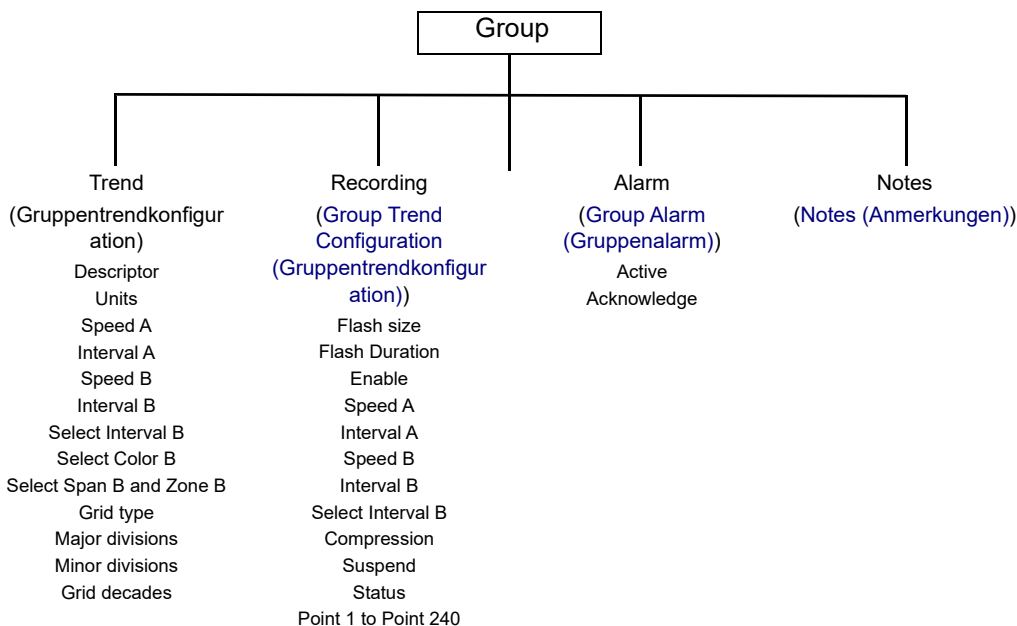 Group
Trend
(Gruppentrendkonfigur
ation)
Descriptor
Units
Speed A
Interval A
Speed B
Interval B
Select Interval B
Select Color B
Select Span B and Zone B
Grid type
Major divisions
Minor divisions
Grid decades
Recording
(Group Trend
Configuration
(Gruppentrendkonfigur
ation))
Flash size
Flash Duration
Enable
Speed A
Interval A
Speed B
Interval B
Select Interval B
Compression
Suspend
Status
Point 1 to Point 240
Alarm
(Group Alarm
(Gruppenalarm))
Active
Acknowledge
Notes
(Notes (Anmerkungen))